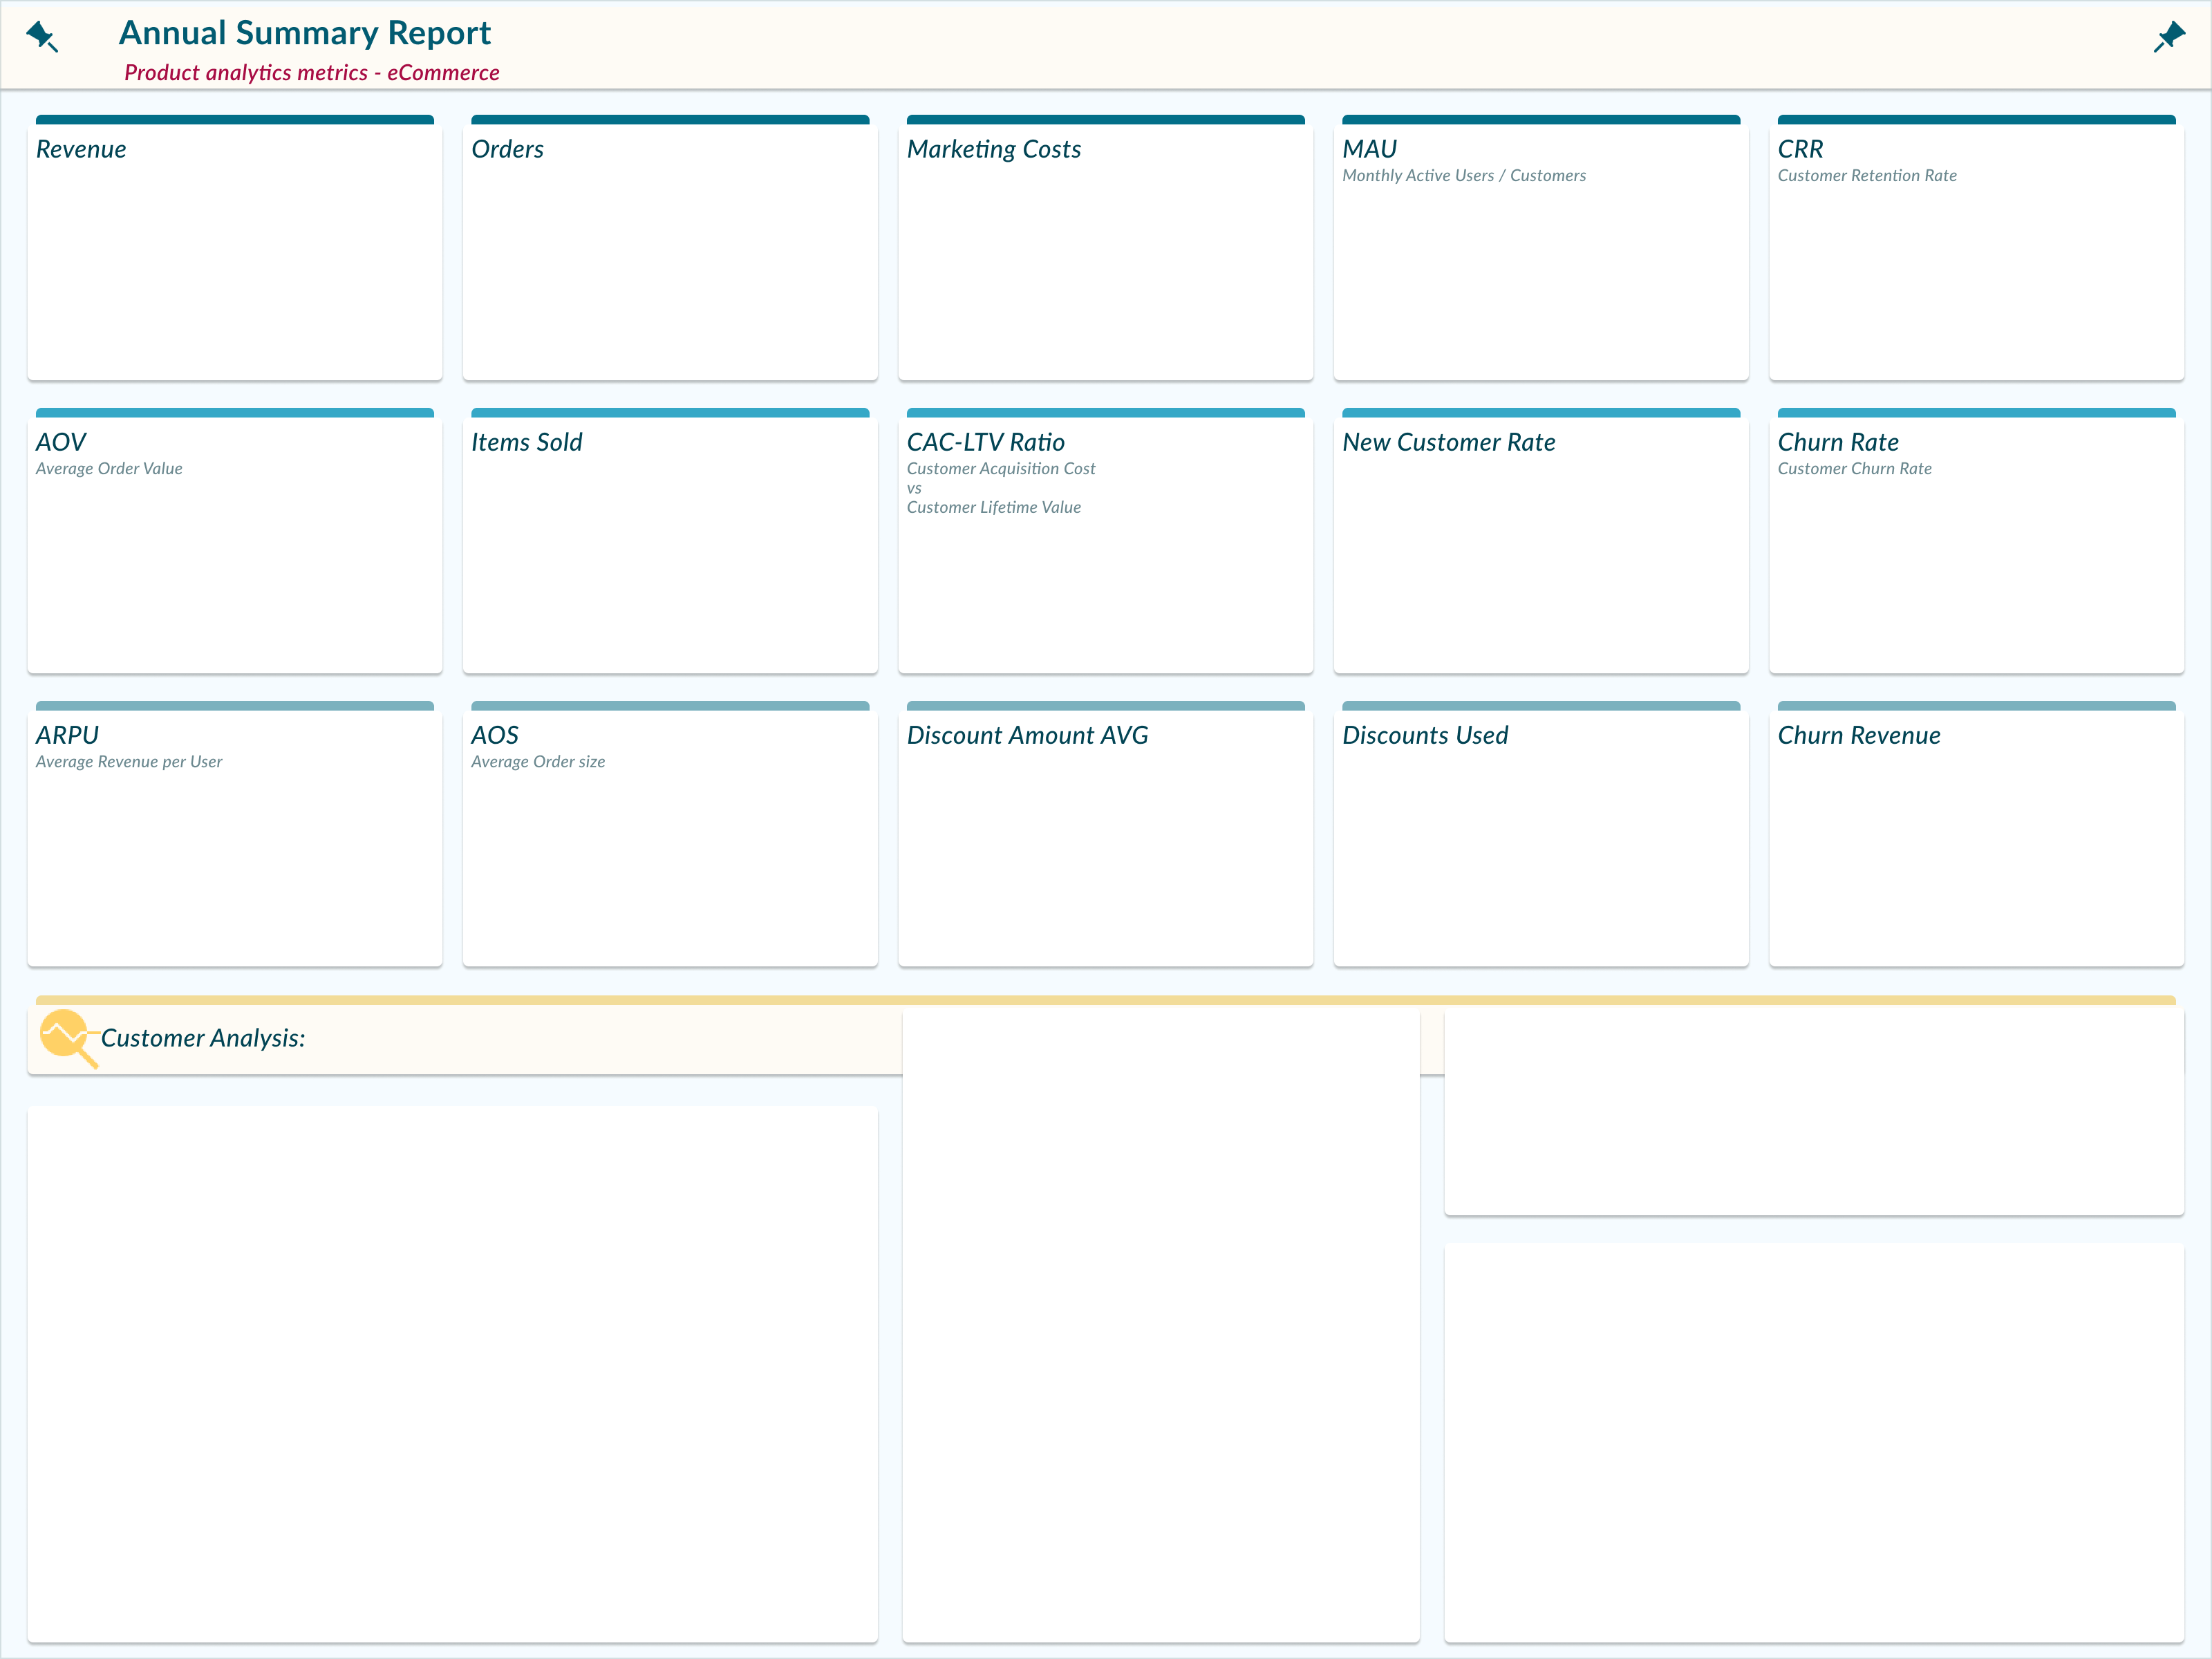 Annual Summary Report
Product analytics metrics - eCommerce
Revenue
Orders
Marketing Costs
MAU
Monthly Active Users / Customers
CRR
Customer Retention Rate
AOV
Average Order Value
Items Sold
CAC-LTV Ratio
Customer Acquisition Cost
vs
Customer Lifetime Value
New Customer Rate
Churn Rate
Customer Churn Rate
ARPU
Average Revenue per User
AOS
Average Order size
Discount Amount AVG
Discounts Used
Churn Revenue
Customer Analysis: